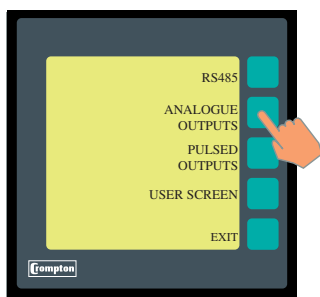 RS485
ANALOGUE
OUTPUTS
PULSED
OUTPUTS
USER SCREEN
EXIT
Crompton